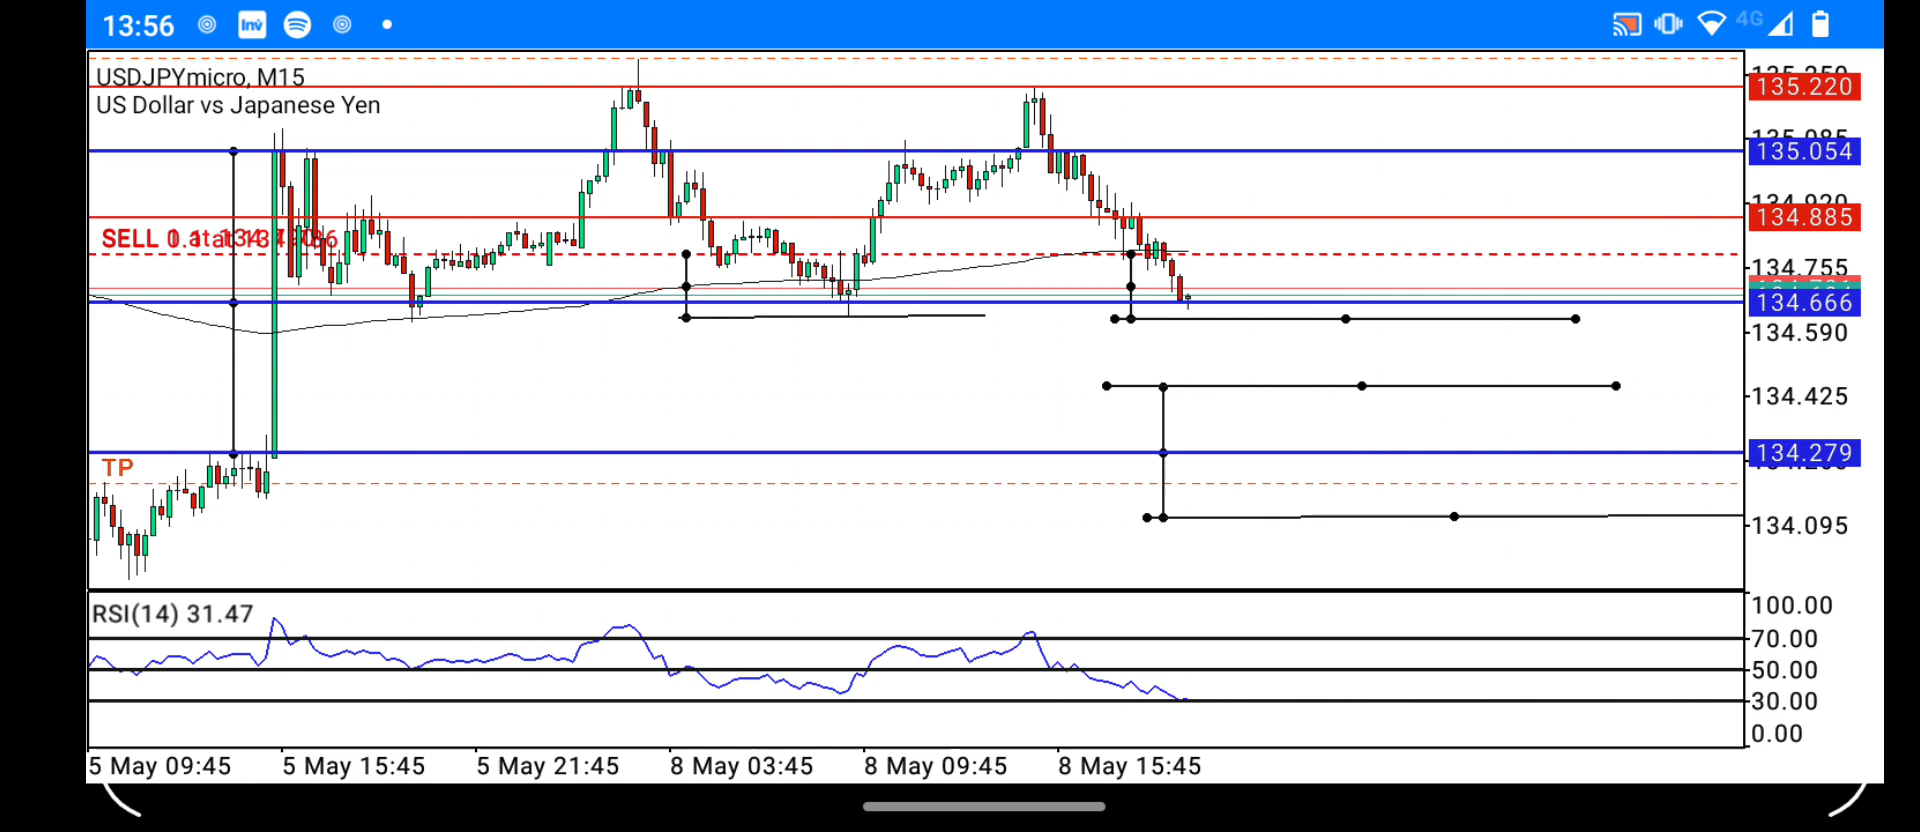 13:56
Inv
4G
USDJPYmicro, M15
US Dollar vs Japanese Yen
135.220
135.054
134.885
SELL
134.755
134.666
134.590
134.425
134.279
TP
134.095
RSI(14) 31.47
100.00
70.00
50.00
30.00
0.00
5 May 09:45
5 May 15:45
5 May 21:45
8 May 03:45
8 May 09:45
8 May 15:45